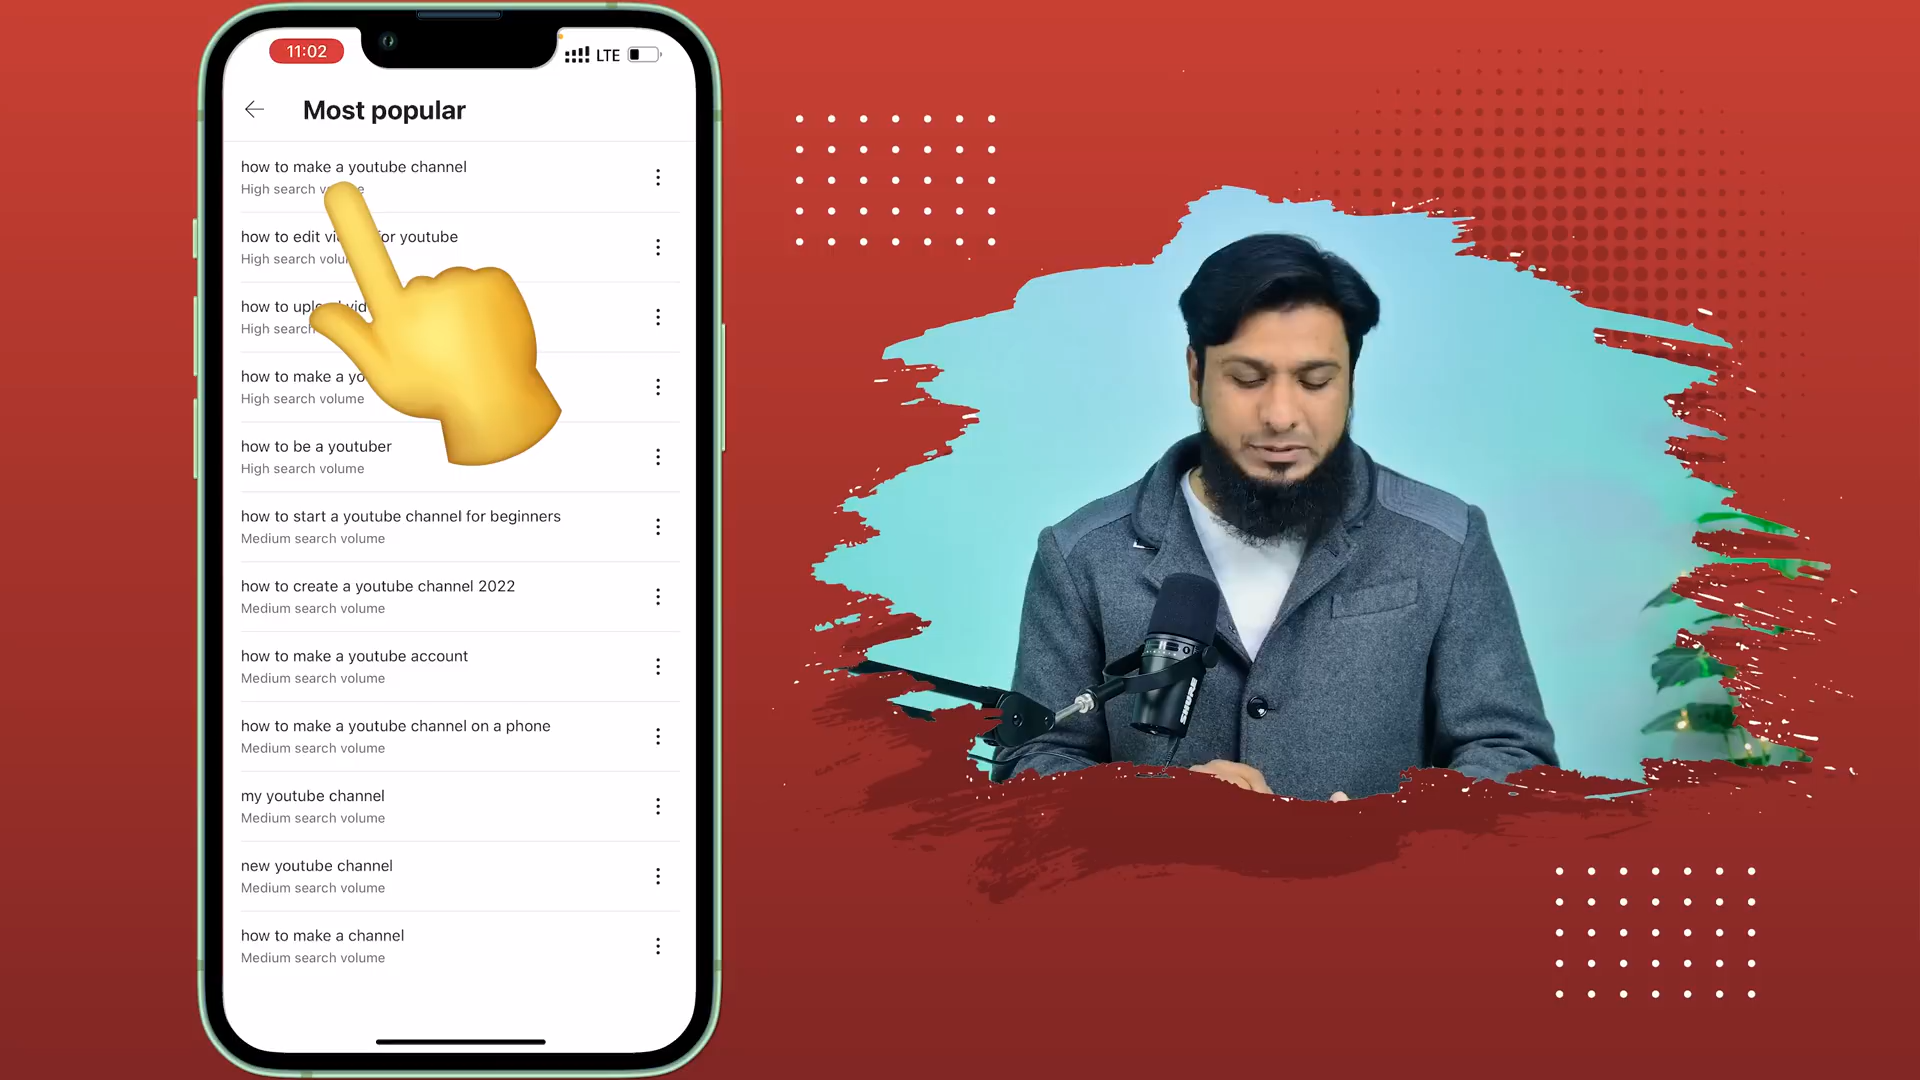 11:02
LTE
Most popular
how to make a youtube channel
High search
how to edit for youtube
High search
how to
High search
how to make a
High search volume
how to be a youtuber
High search volume
how to start a youtube channel for beginners
Medium search volume
how to create a youtube channel 2022
Medium search volume
how to make a youtube account
Medium search volume
how to make a youtube channel on a phone
Medium search volume
my youtube channel
Medium search volume
new youtube channel
Medium search volume
how to make a channel
Medium search volume
SHURE